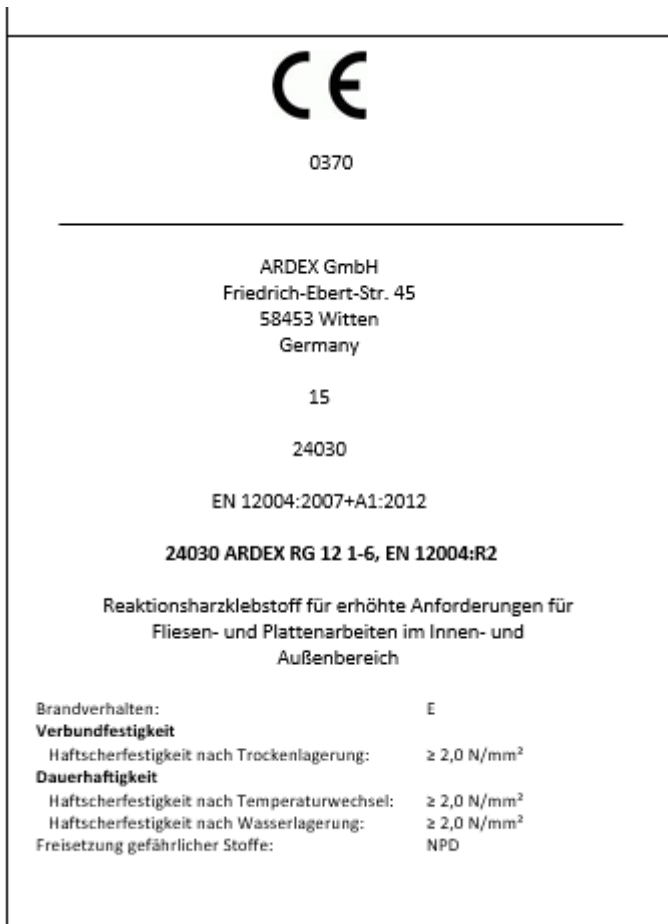 CE
0370
ARDEX GmbH
Friedrich-Ebert-Str. 45
58453 Witten
Germany
15
24030
EN 12004:2007+A1:2012
24030 ARDEX RG 12 1-6, EN 12004:R2
Reaktionsharzklebstoff für erhöhte Anforderungen für
Fliesen- und Plattenarbeiten im Innen- und
Außenbereich
Brandverhalten: E
Verbundfestigkeit
Haftscherfestigkeit nach Trockenlagerung: ≥ 2,0 N/mm²
Dauerhaftigkeit
Haftscherfestigkeit nach Temperaturwechsel: ≥ 2,0 N/mm²
Haftscherfestigkeit nach Wasserlagerung: ≥ 2,0 N/mm²
Freisetzung gefährlicher Stoffe: NPD